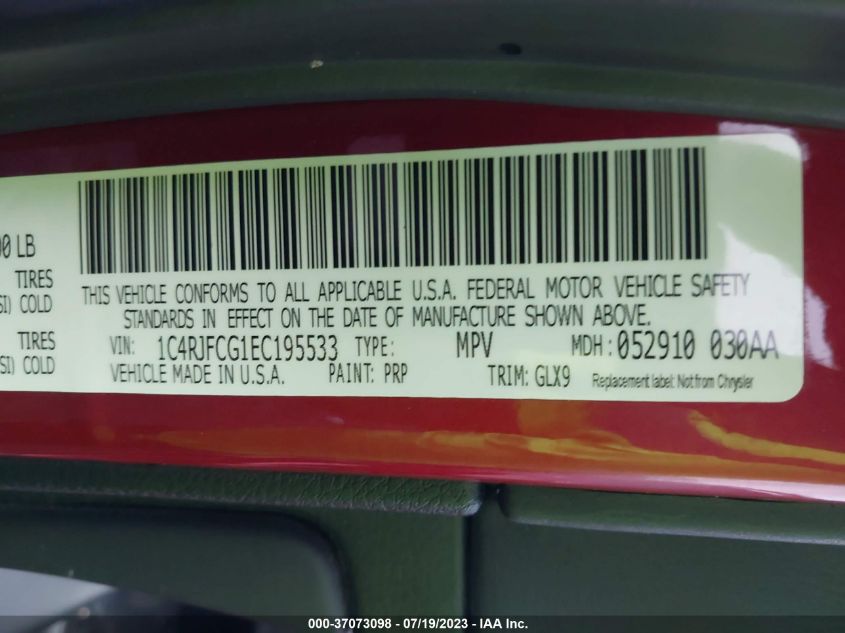 00 LB
TIRES
SI) COLD
TIRES
SI) COLD
THIS VEHICLE CONFORMS TO ALL APPLICABLE U.S.A. FEDERAL MOTOR VEHICLE SAFETY
STANDARDS IN EFFECT ON THE DATE OF MANUFACTURE SHOWN ABOVE.
VIN: 1C4RJFCG1EC195533 TYPE: MPV MDH: 052910 030AA
VEHICLE MADE IN U.S.A. PAINT: PRP TRIM: GLX9 Replacement label: Not from Chrysler
000-37073098 - 07/19/2023 - IAA Inc.